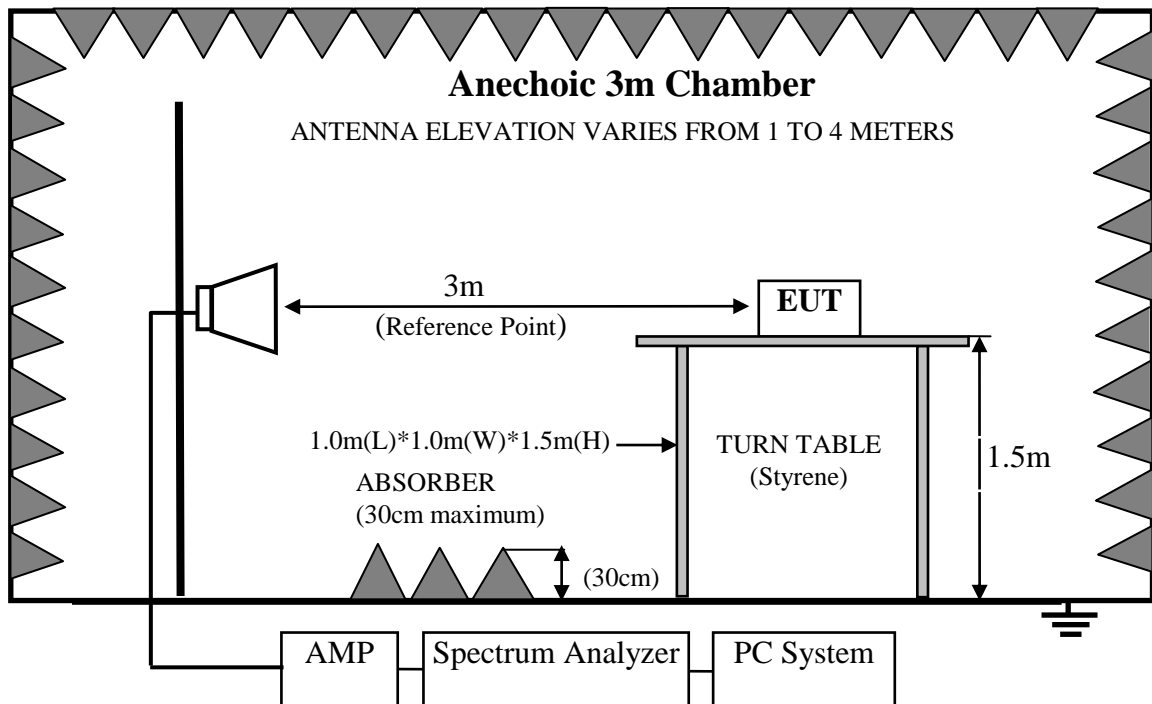 Anechoic 3m Chamber
ANTENNA ELEVATION VARIES FROM 1 TO 4 METERS
3m
(Reference Point)
EUT
1.0m(L)*1.0m(W)*1.5m(H)
TURN TABLE
(Styrene)
1.5m
ABSORBER
(30cm maximum)
(30cm)
AMP
Spectrum Analyzer
PC System